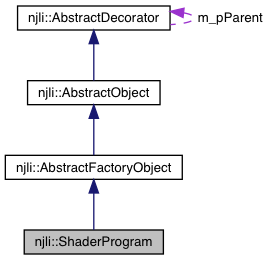 njli::AbstractDecorator
m_pParent
njli::AbstractObject
njli::AbstractFactoryObject
njli::ShaderProgram